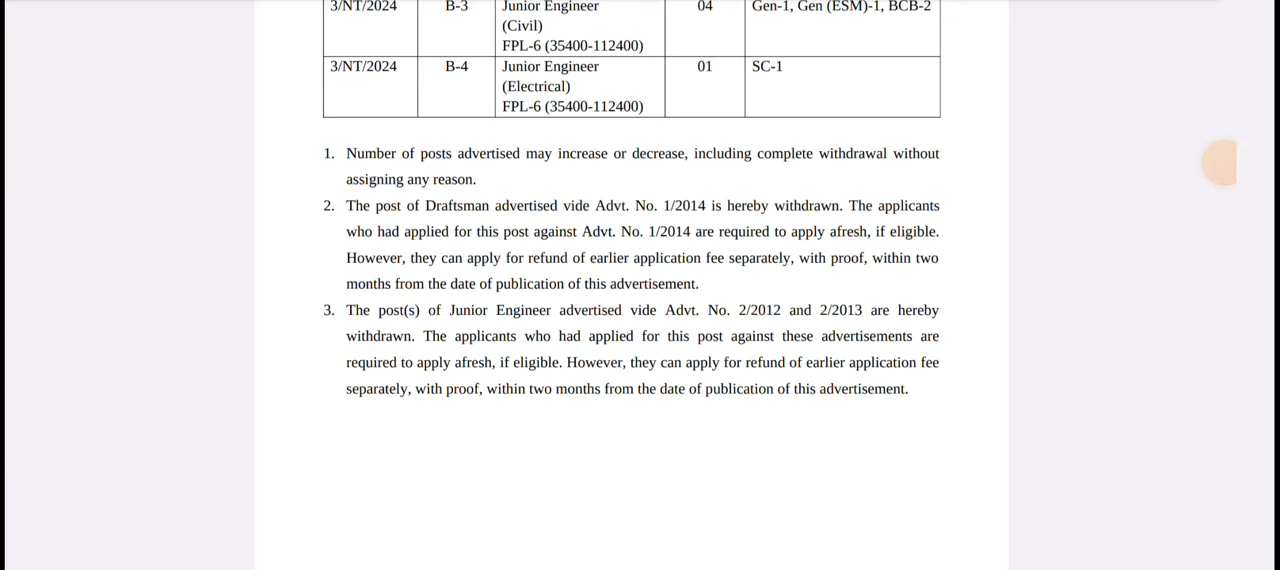 3/NT/2024 B-3 Junior Engineer 04 Gen-1, Gen (ESM)-1, BCB-2
(Civil)
FPL-6 (35400-112400)
3/NT/2024 B-4 Junior Engineer 01 SC-1
(Electrical)
FPL-6 (35400-112400)
1. Number of posts advertised may increase or decrease, including complete withdrawal without
assigning any reason.
2. The post of Draftsman advertised vide Advt. No. 1/2014 is hereby withdrawn. The applicants
who had applied for this post against Advt. No. 1/2014 are required to apply afresh, if eligible.
However, they can apply for refund of earlier application fee separately, with proof, within two
months from the date of publication of this advertisement.
3. The post(s) of Junior Engineer advertised vide Advt. No. 2/2012 and 2/2013 are hereby
withdrawn. The applicants who had applied for this post against these advertisements are
required to apply afresh, if eligible. However, they can apply for refund of earlier application fee
separately, with proof, within two months from the date of publication of this advertisement.